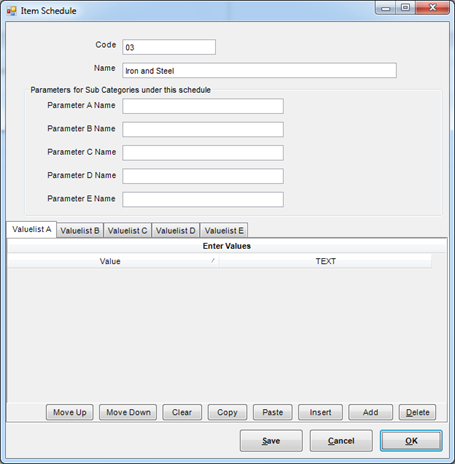 Item Schedule
Code 03
Name Iron and Steel
Parameters for Sub Categories under this schedule
Parameter A Name
Parameter B Name
Parameter C Name
Parameter D Name
Parameter E Name
Valuelist A Valuelist B Valuelist C Valuelist D Valuelist E
Enter Values
Value TEXT
Move Up Move Down Clear Copy Paste Insert Add Delete
Save Cancel OK